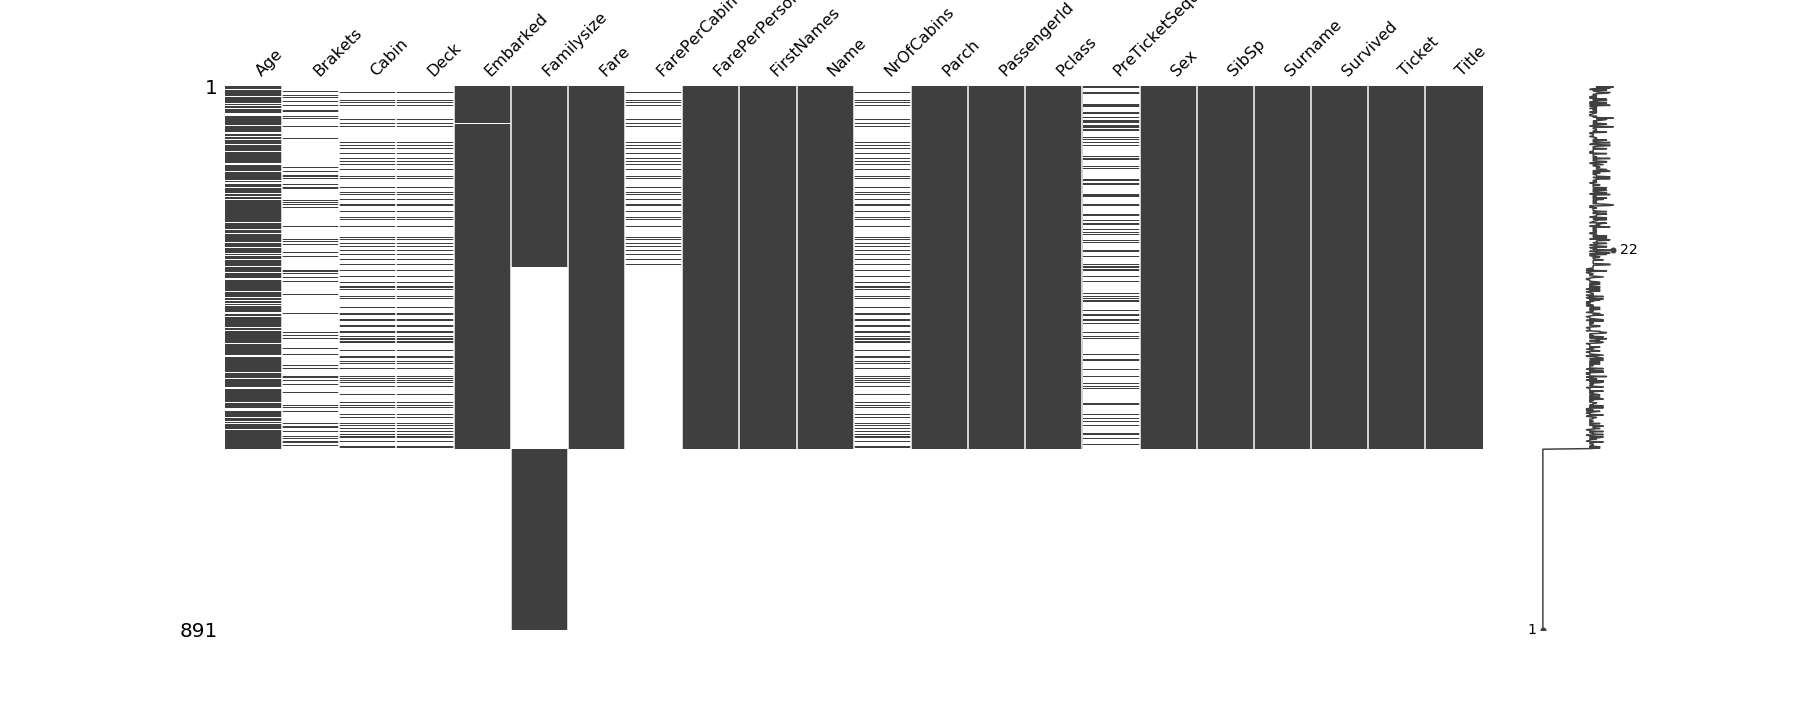 Age
Brakets
Cabin
Deck
Embarked
Familysize
Fare
FarePerCabin
FarePerPerson
FirstNames
Name
NrOfCabins
Parch
PassengerId
Pclass
PreTicketSequ
Sex
SibSp
Surname
Survived
Ticket
Title
1
22
891
1